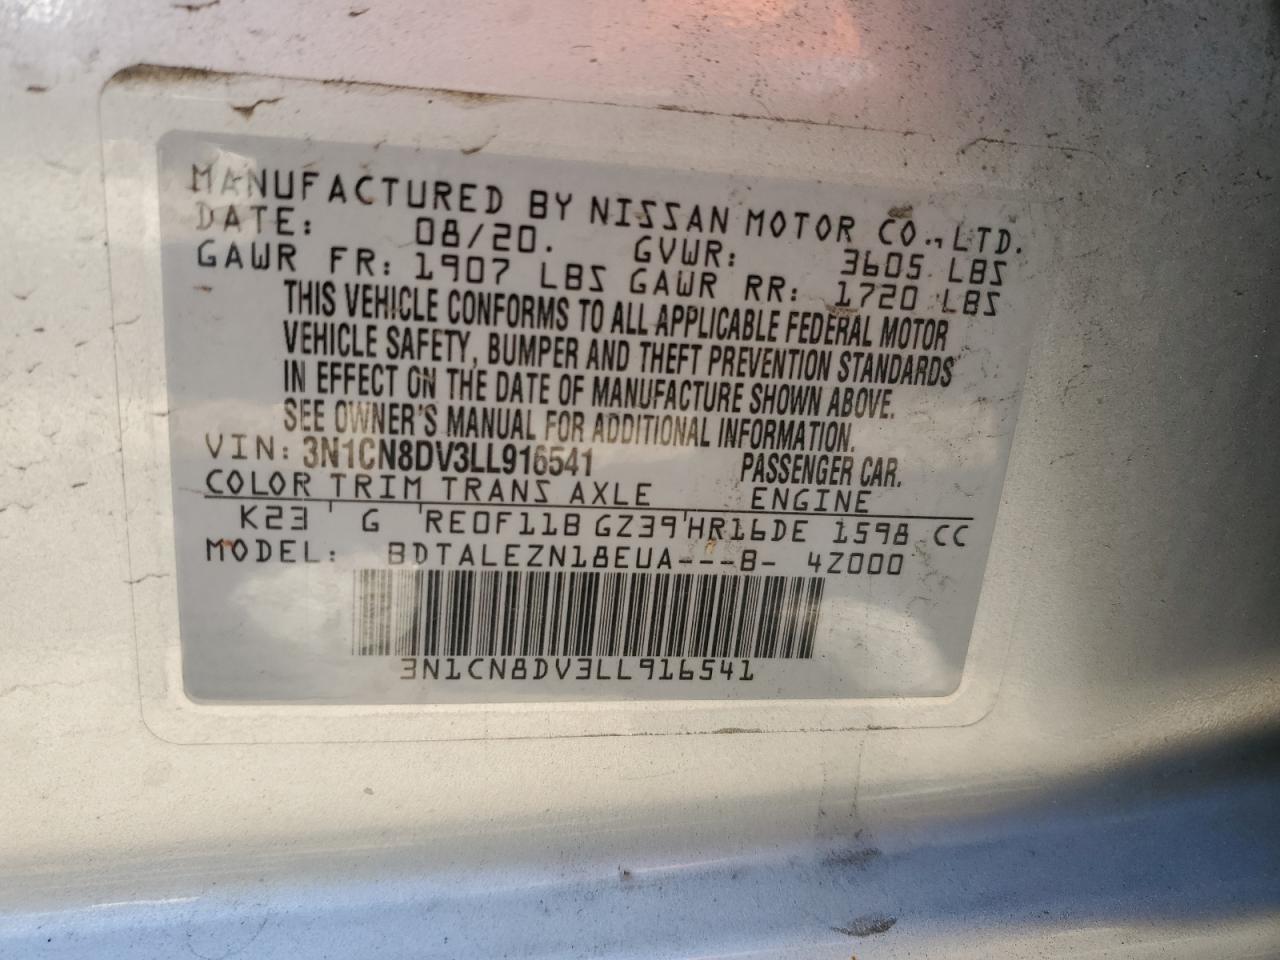 MANUFACTURED BY NISSAN MOTOR CO., LTD.
DATE: 08/20. GVWR: 3605 LBS
GAWR FR: 1907 LBS GAWR RR: 1720 LBS
THIS VEHICLE CONFORMS TO ALL APPLICABLE FEDERAL MOTOR
VEHICLE SAFETY, BUMPER AND THEFT PREVENTION STANDARDS
IN EFFECT ON THE DATE OF MANUFACTURE SHOWN ABOVE.
SEE OWNER'S MANUAL FOR ADDITIONAL INFORMATION.
VIN: 3N1CN8DV3LL916541 PASSENGER CAR.
COLOR TRIM TRANS AXLE ENGINE
K23 G RE0F11B GZ39 HR16DE 1598 CC
MODEL: BDTALEZN18EUA---B- 4Z000
3N1CN8DV3LL916541